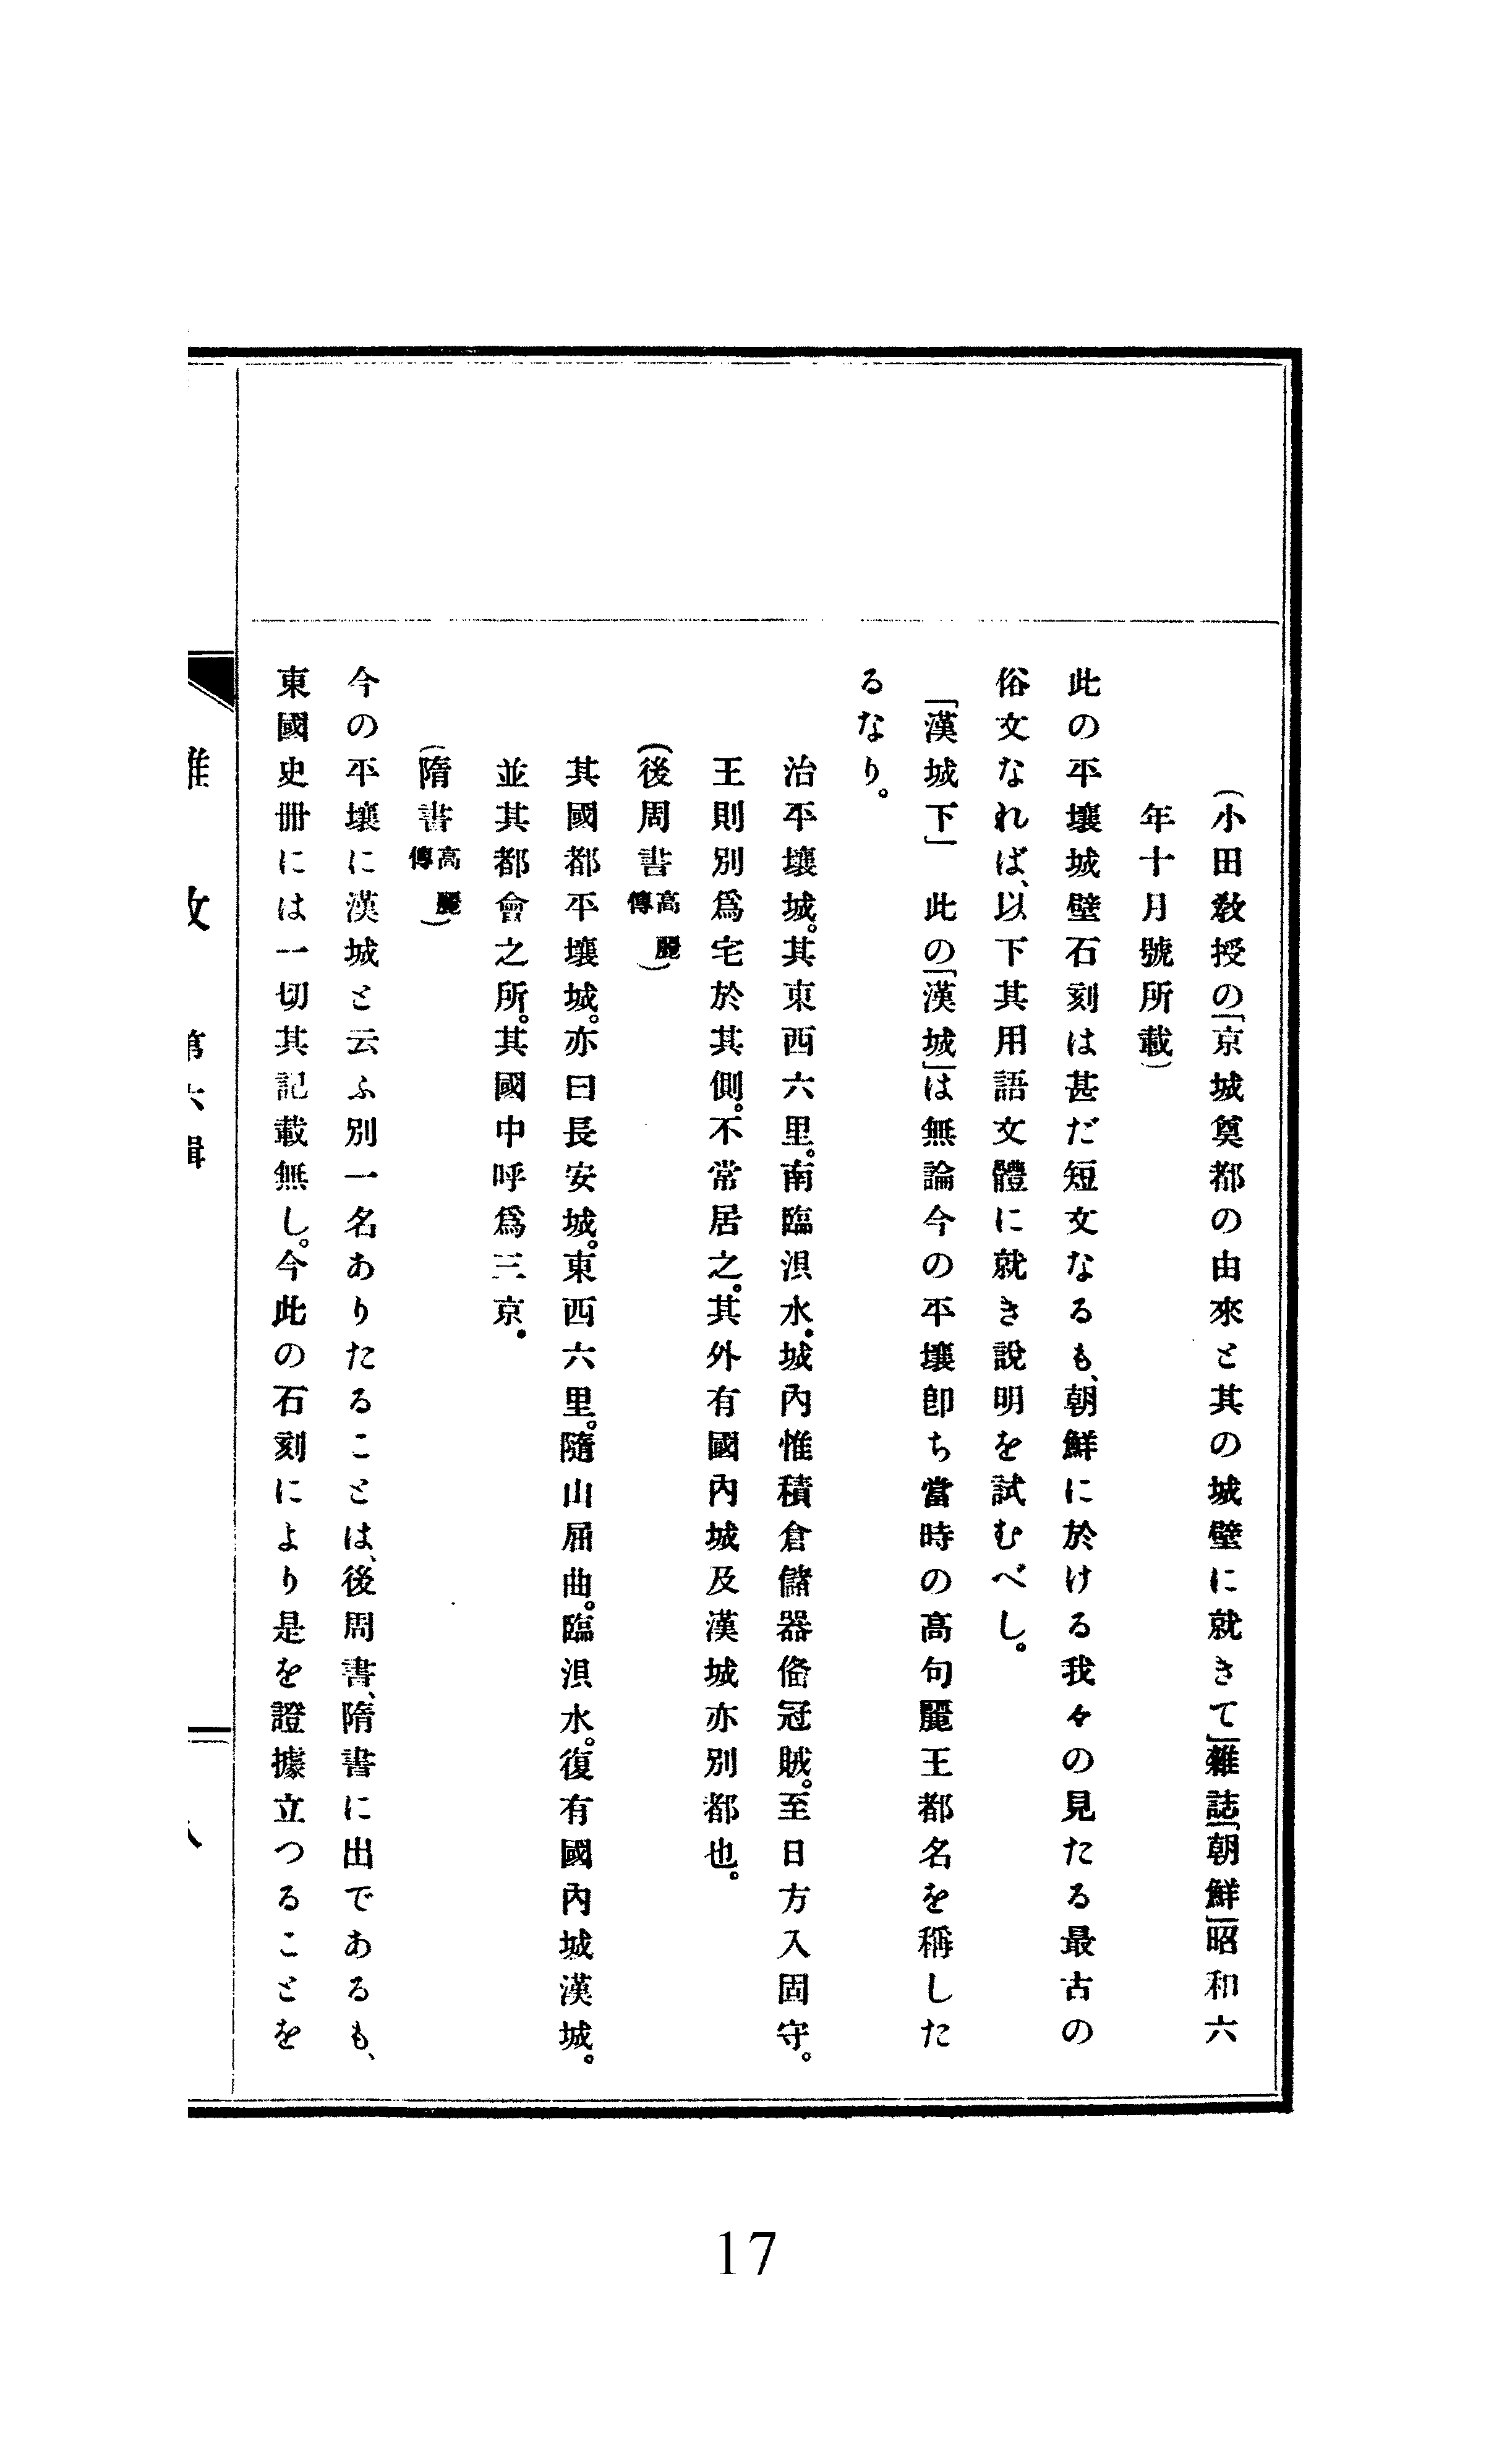 (小田敎授の「京城奠都の由來と其の城壁に就きて」雜誌「朝鮮」昭和六
年十月號所載)
此の平壤城壁石刻は甚だ短文なるも、朝鮮に於ける我々の見たる最古の
俗文なれば、以下其用語文體に就き說明を試むべし。
「漢城下」 此の「漢城」は無論今の平壤卽ち當時の高句麗王都名を稱した
るなり。
治平壤城。其東西六里。南臨浿水。城內惟積倉儲器俻冠賊。至日方入固守。
王則別爲宅於其側。不常居之。其外有國內城及漢城亦別都也。
(後周書高麗傳)
其國都平壤城。亦曰長安城。東西六里。隨山屈曲。臨浿水。復有國內城漢城。
並其都會之所。其國中呼爲三京。
(隋書高麗傳)
今の平壤に漢城と云ふ別一名ありたることは、後周書、隋書に出であるも、
東國史冊には一切其記載無し。今此の石刻により是を證據立つることを
雜攷 第六輯
八
17